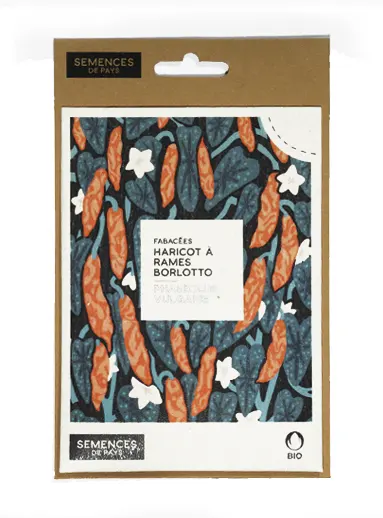 SEMENCES
DE PAYS
FABACÉES
HARICOT À
RAMES
BORLOTTO
PHASEOLUS
VULGARIS
SEMENCES
DE PAYS
BIO